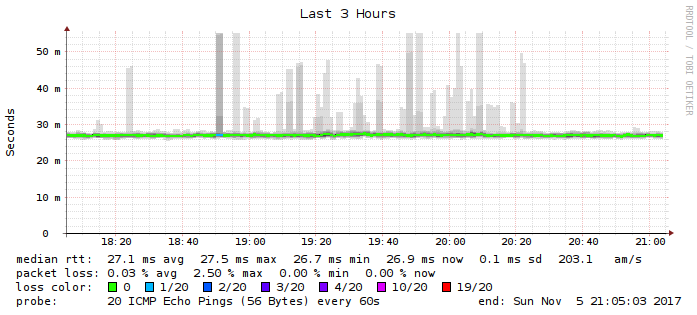 Last 3 Hours
RRDTOOL / TOBI OETIKER
Seconds
50 m
40 m
30 m
20 m
10 m
0
18:20 18:40 19:00 19:20 19:40 20:00 20:20 20:40 21:00
median rtt: 27.1 ms avg 27.5 ms max 26.7 ms min 26.9 ms now 0.1 ms sd 203.1 am/s
packet loss: 0.03 % avg 2.50 % max 0.00 % min 0.00 % now
loss color: 0 1/20 2/20 3/20 4/20 10/20 19/20
probe: 20 ICMP Echo Pings (56 Bytes) every 60s end: Sun Nov 5 21:05:03 2017